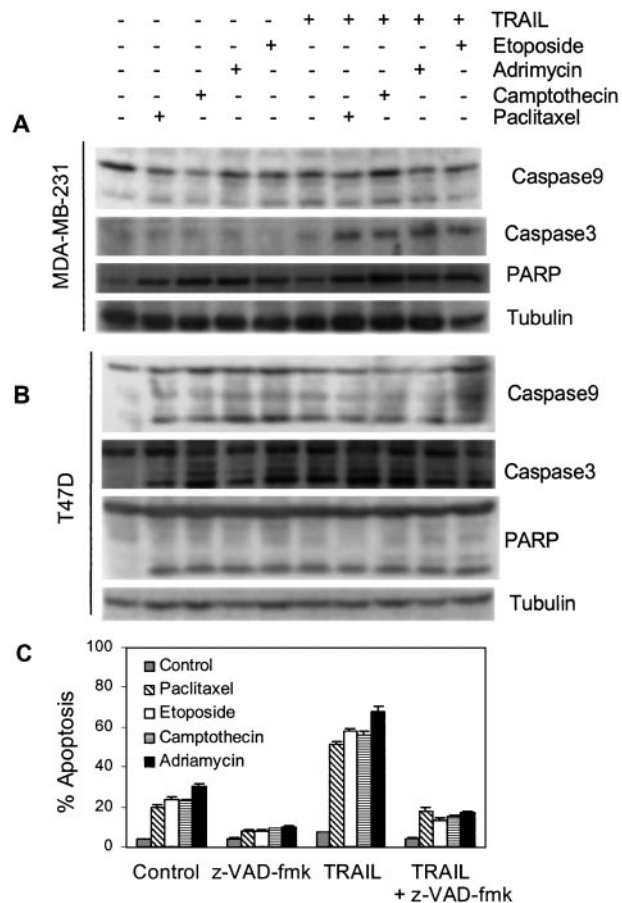 - - - - - + + + + + TRAIL
- - - - + - - - - + Etoposide
- - - + - - - - + - Adrimycin
- - + - - - - + - - Camptothecin
- + - - - - + - - - Paclitaxel
A
MDA-MB-231
Caspase9
Caspase3
PARP
Tubulin
B
T47D
Caspase9
Caspase3
PARP
Tubulin
C
% Apoptosis
100
80
60
40
20
0
Control
Paclitaxel
Etoposide
Camptothecin
Adriamycin
Control z-VAD-fmk TRAIL TRAIL
+ z-VAD-fmk